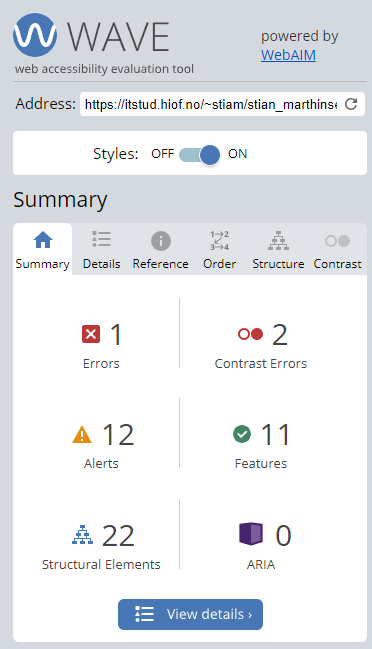 WAVE
web accessibility evaluation tool
powered by
WebAIM
Address: https://itstud.hiof.no/~stiam/stian_marthinse
Styles: OFF ON
Summary
Summary Details Reference Order Structure Contrast
1 2
Errors Contrast Errors
12 11
Alerts Features
22 0
Structural Elements ARIA
View details ›